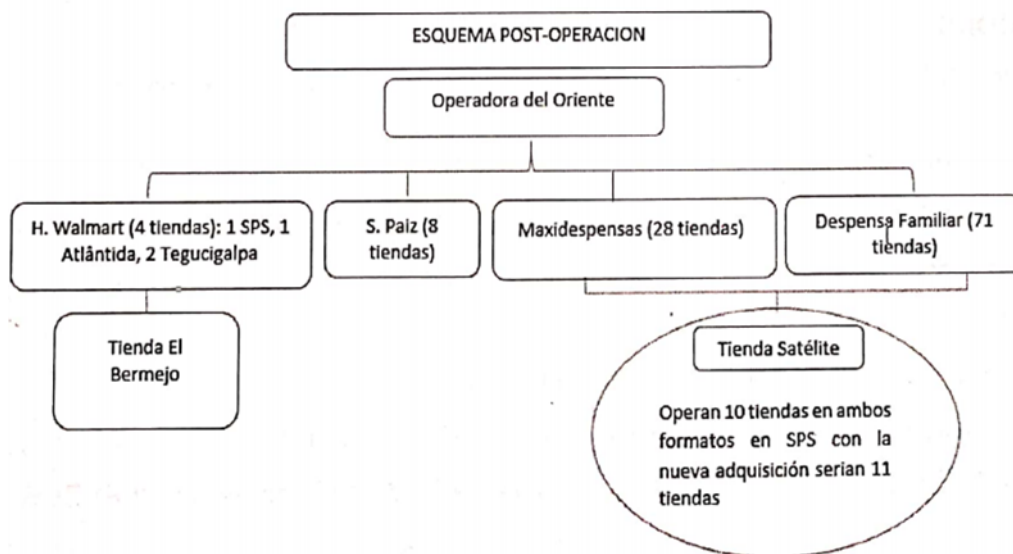 ESQUEMA POST-OPERACION
Operadora del Oriente
H. Walmart (4 tiendas): 1 SPS, 1
Atlântida, 2 Tegucigalpa
S. Paiz (8
tiendas)
Maxidespensas (28 tiendas)
Despensa Familiar (71
tiendas)
Tienda El
Bermejo
Tienda Satélite
Operan 10 tiendas en ambos
formatos en SPS con la
nueva adquisición serian 11
tiendas